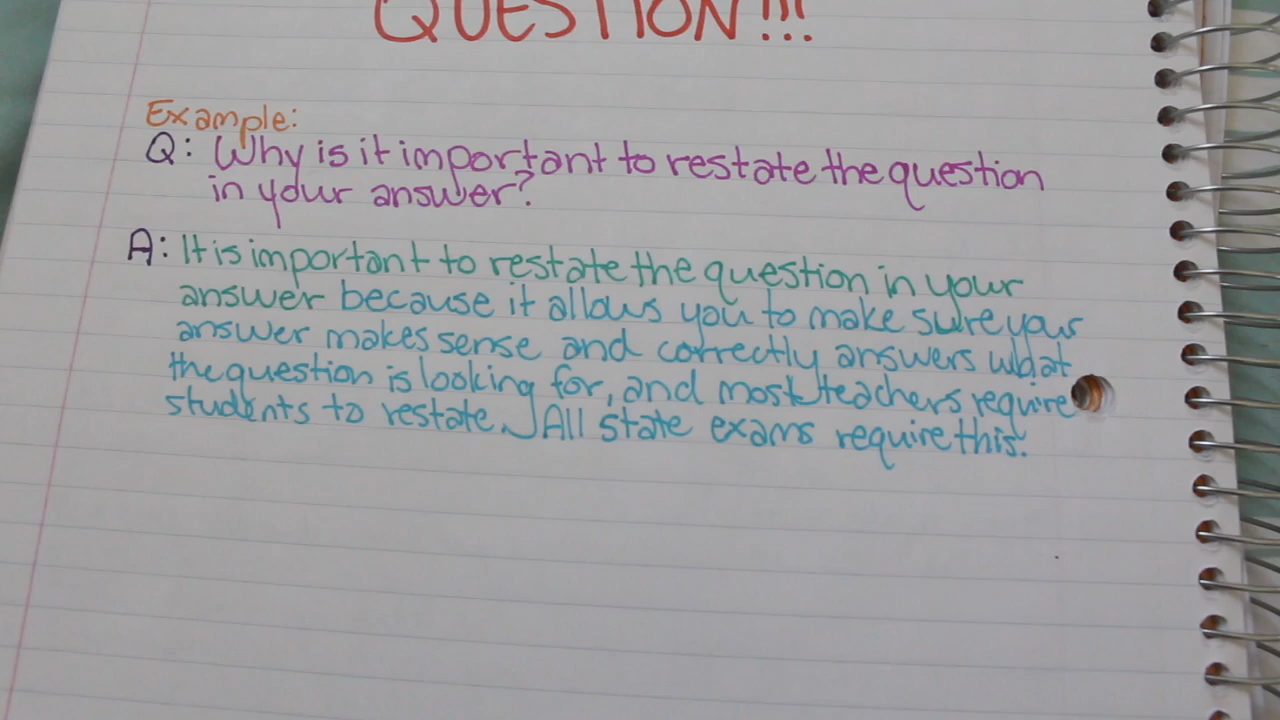 QUESTION!!!
Example:
Q: Why is it important to restate the question
in your answer?
A: It is important to restate the question in your
answer because it allows you to make sure your
answer makes sense and correctly answers what
the question is looking for, and most teachers require
students to restate. All state exams require this.